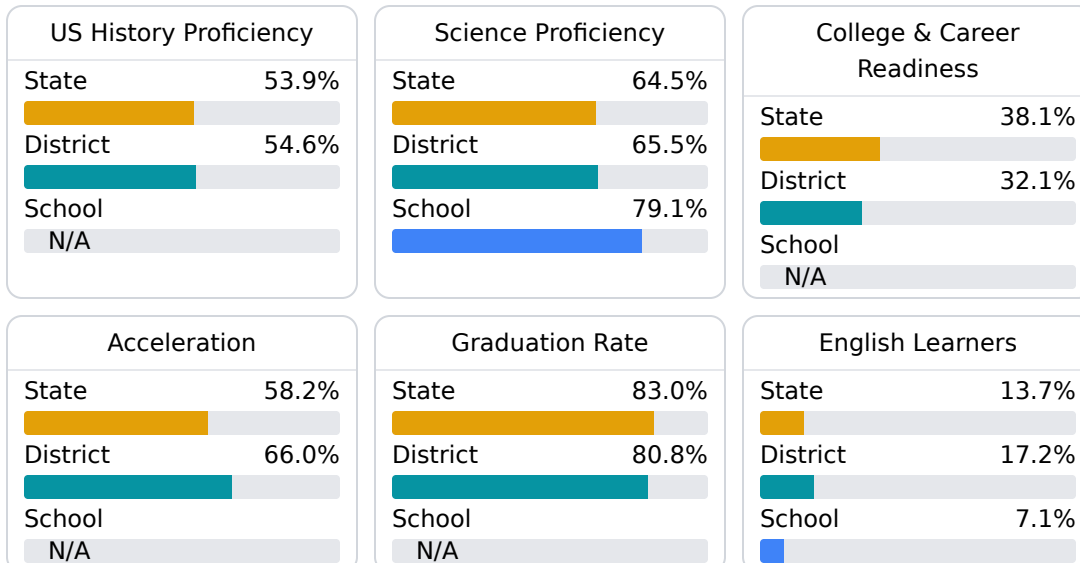 US History Proficiency
State 53.9%
District 54.6%
School
N/A
Science Proficiency
State 64.5%
District 65.5%
School 79.1%
College & Career
Readiness
State 38.1%
District 32.1%
School
N/A
Acceleration
State 58.2%
District 66.0%
School
N/A
Graduation Rate
State 83.0%
District 80.8%
School
N/A
English Learners
State 13.7%
District 17.2%
School 7.1%